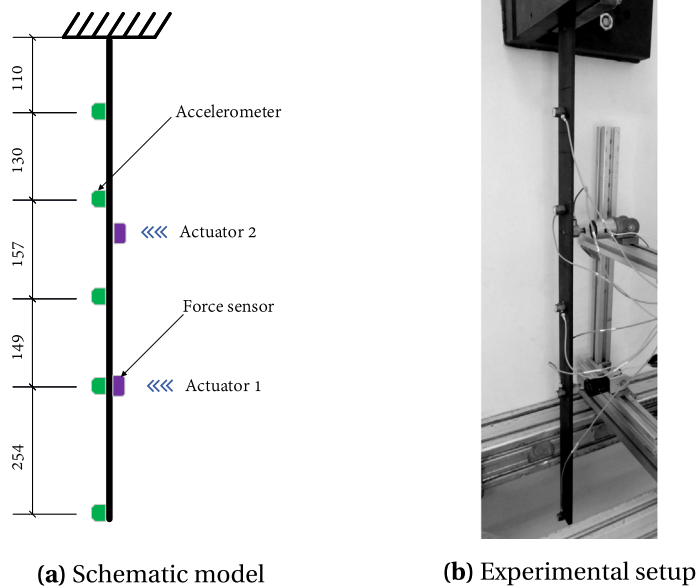 110
Accelerometer
130
Actuator 2
157
Force sensor
149
Actuator 1
254
(a) Schematic model
(b) Experimental setup